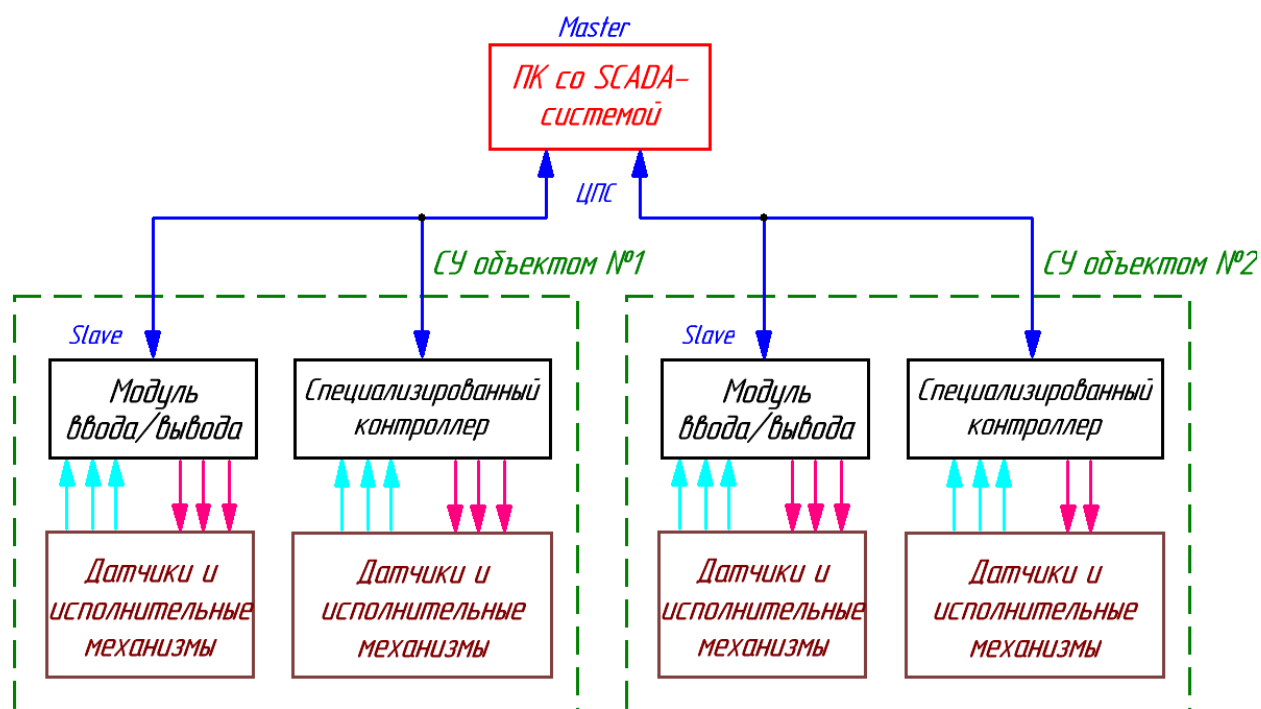 Master
ПК со SCADA-
системой
ЦПС
СУ объектом №1
СУ объектом №2
Slave
Slave
Модуль
ввода/вывода
Специализированный
контроллер
Модуль
ввода/вывода
Специализированный
контроллер
Датчики и
исполнительные
механизмы
Датчики и
исполнительные
механизмы
Датчики и
исполнительные
механизмы
Датчики и
исполнительные
механизмы